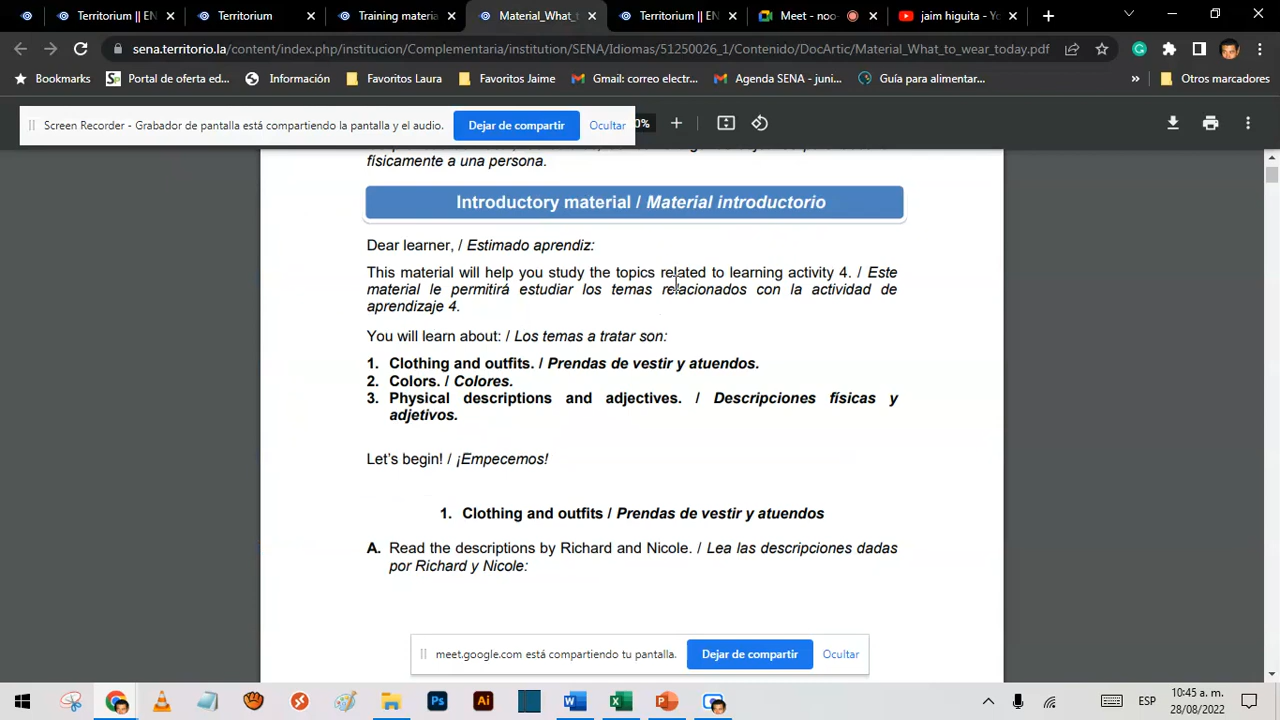 Territorium || EN
Territorium
Training materia
Material_What_t
Territorium || EN
Meet - noo
jaim higuita - Yo
sena.territorio.la/content/index.php/institucion/Complementaria/institution/SENA/Idiomas/51250026_1/Contenido/DocArtic/Material_What_to_wear_today.pdf
Bookmarks
Portal de ofertal ed...
Información
Favoritos Learner
Favoritos Jaime
Gmail: correo electr...
Agenda SENA - juni...
Guía para alimentar...
»
Otros marcadores
Screen Recorder - Grabador de pantalla está compartiendo la pantalla y el audio.
Dejar de compartir
Ocultar
0%
físicamente a una persona.
Introductory material / Material introductorio
Dear learner, / Estimado aprendiz:
This material will help you study the topics related to learning activity 4. / Este
material le permitirá estudiar los temas relacionados con la actividad de
aprendizaje 4.
You will learn about: / Los temas a tratar son:
1. Clothing and outfits. / Prendas de vestir y atuendos.
2. Colors. / Colores.
3. Physical descriptions and adjectives. / Descripciones físicas y
adjetivos.
Let's begin! / ¡Empecemos!
1. Clothing and outfits / Prendas de vestir y atuendos
A. Read the descriptions by Richard and Nicole. / Lea las descripciones dadas
por Richard y Nicole:
meet.google.com está compartiendo tu pantalla.
Dejar de compartir
Ocultar
Ps
Ai
ESP
10:45 a. m.
28/08/2022